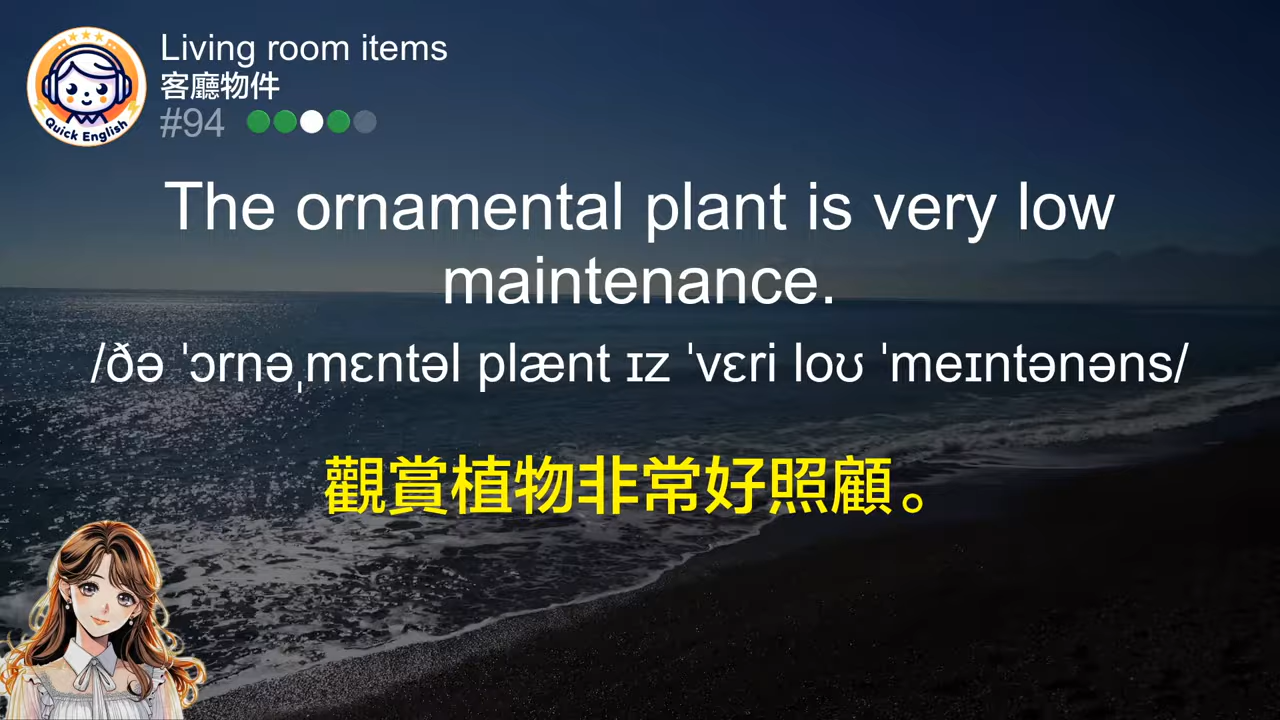 Living room items
客廳物件
#94
Quick English
The ornamental plant is very low
maintenance.
/ðə ˈɔrnəˌmɛntəl plænt ɪz ˈvɛri loʊ ˈmeɪntənəns/
觀賞植物非常好照顧。